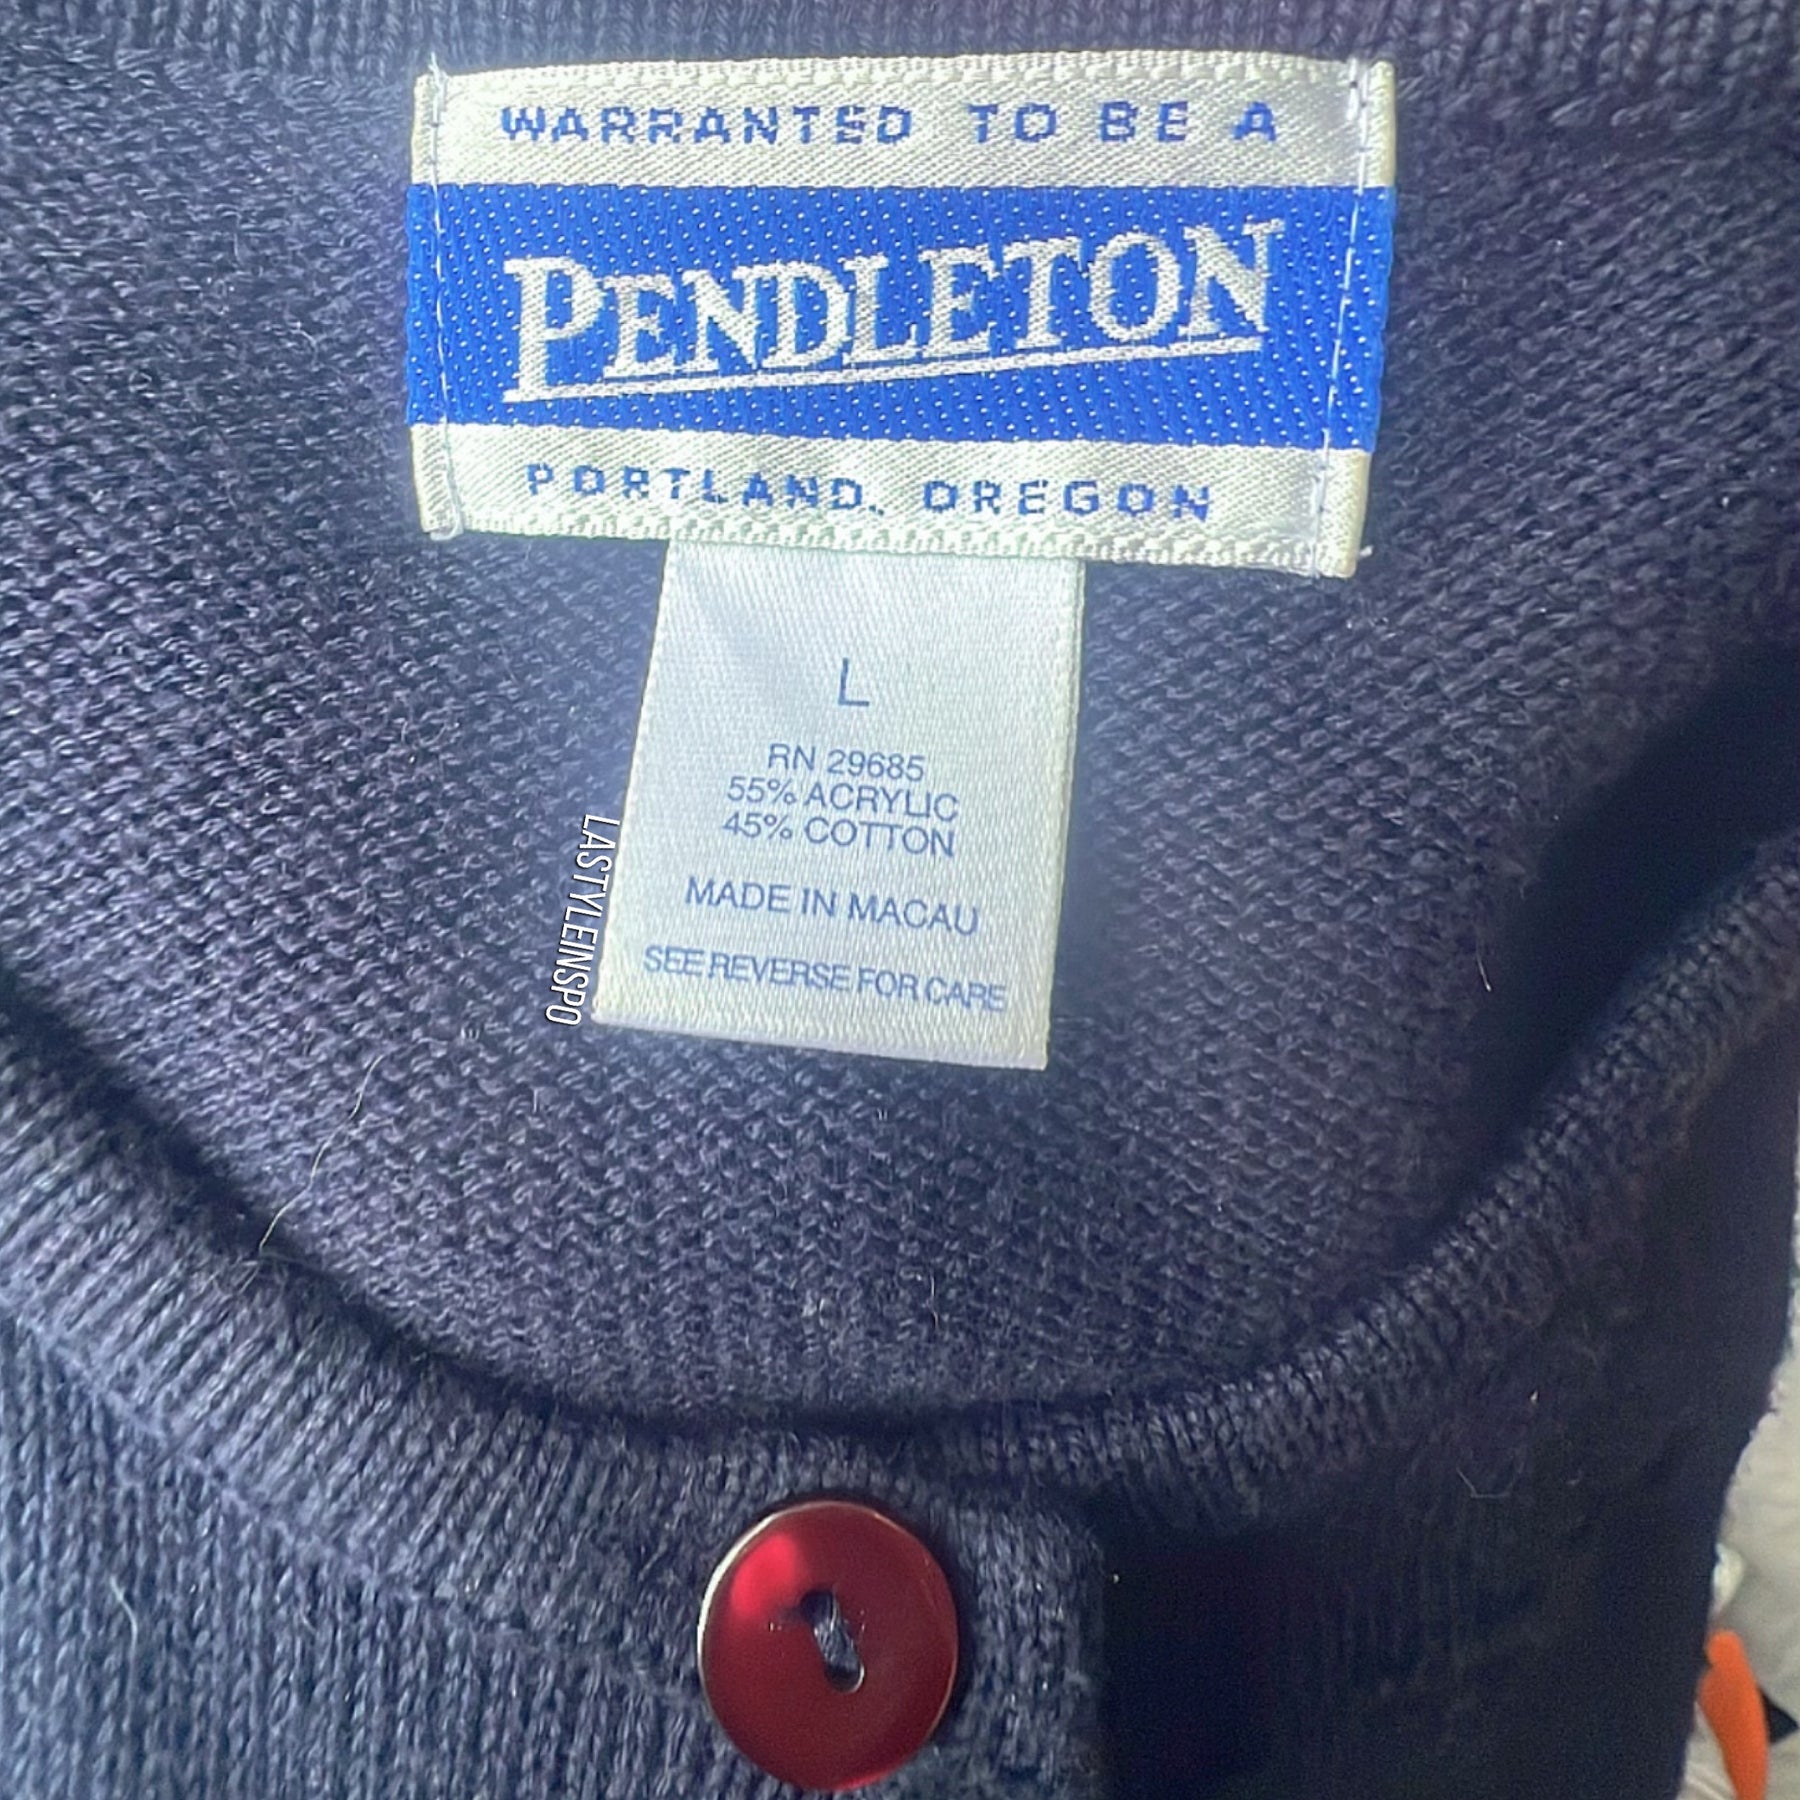 WARRANTED TO BE A
PENDLETON
PORTLAND, OREGON
L
RN 29685
55% ACRYLIC
45% COTTON
MADE IN MACAU
SEE REVERSE FOR CARE
LASTYLEINSPO